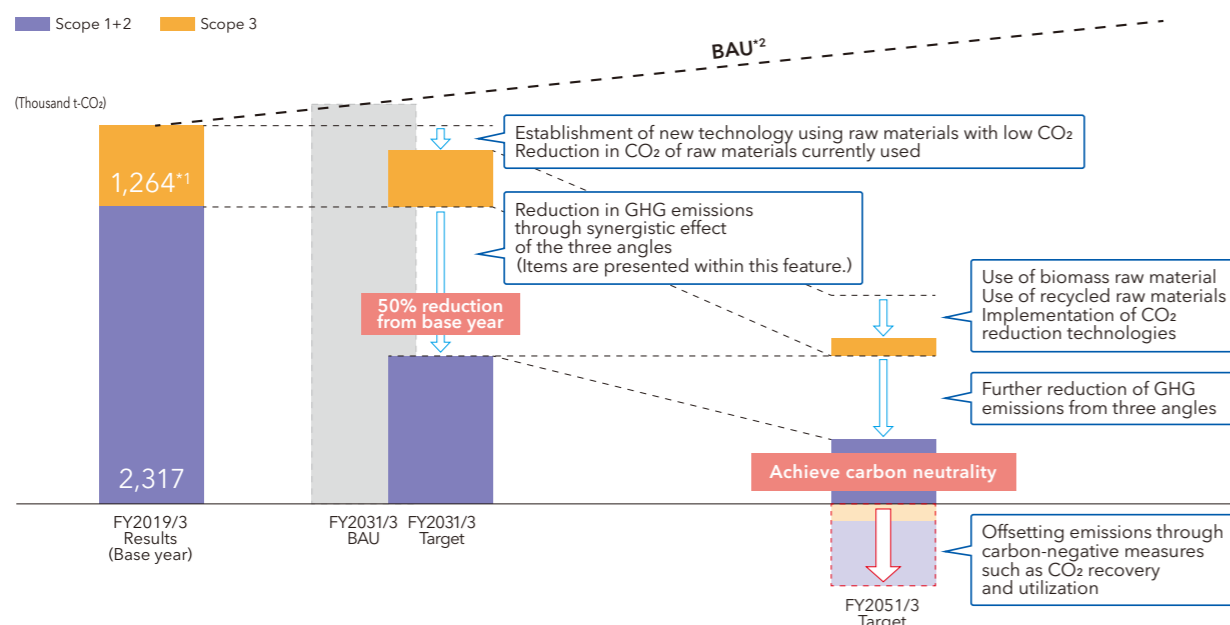 Scope 1+2
Scope 3
BAU*2
(Thousand t-CO₂)
Establishment of new technology using raw materials with low CO₂
Reduction in CO₂ of raw materials currently used
1,264*1
Reduction in GHG emissions
through synergistic effect
of the three angles
(Items are presented within this feature.)
50% reduction
from base year
Use of biomass raw material
Use of recycled raw materials
Implementation of CO₂
reduction technologies
Further reduction of GHG
emissions from three angles
2,317
Achieve carbon neutrality
FY2019/3
Results
(Base year)
FY2031/3
BAU
FY2031/3
Target
Offsetting emissions through
carbon-negative measures
such as CO₂ recovery
and utilization
FY2051/3
Target